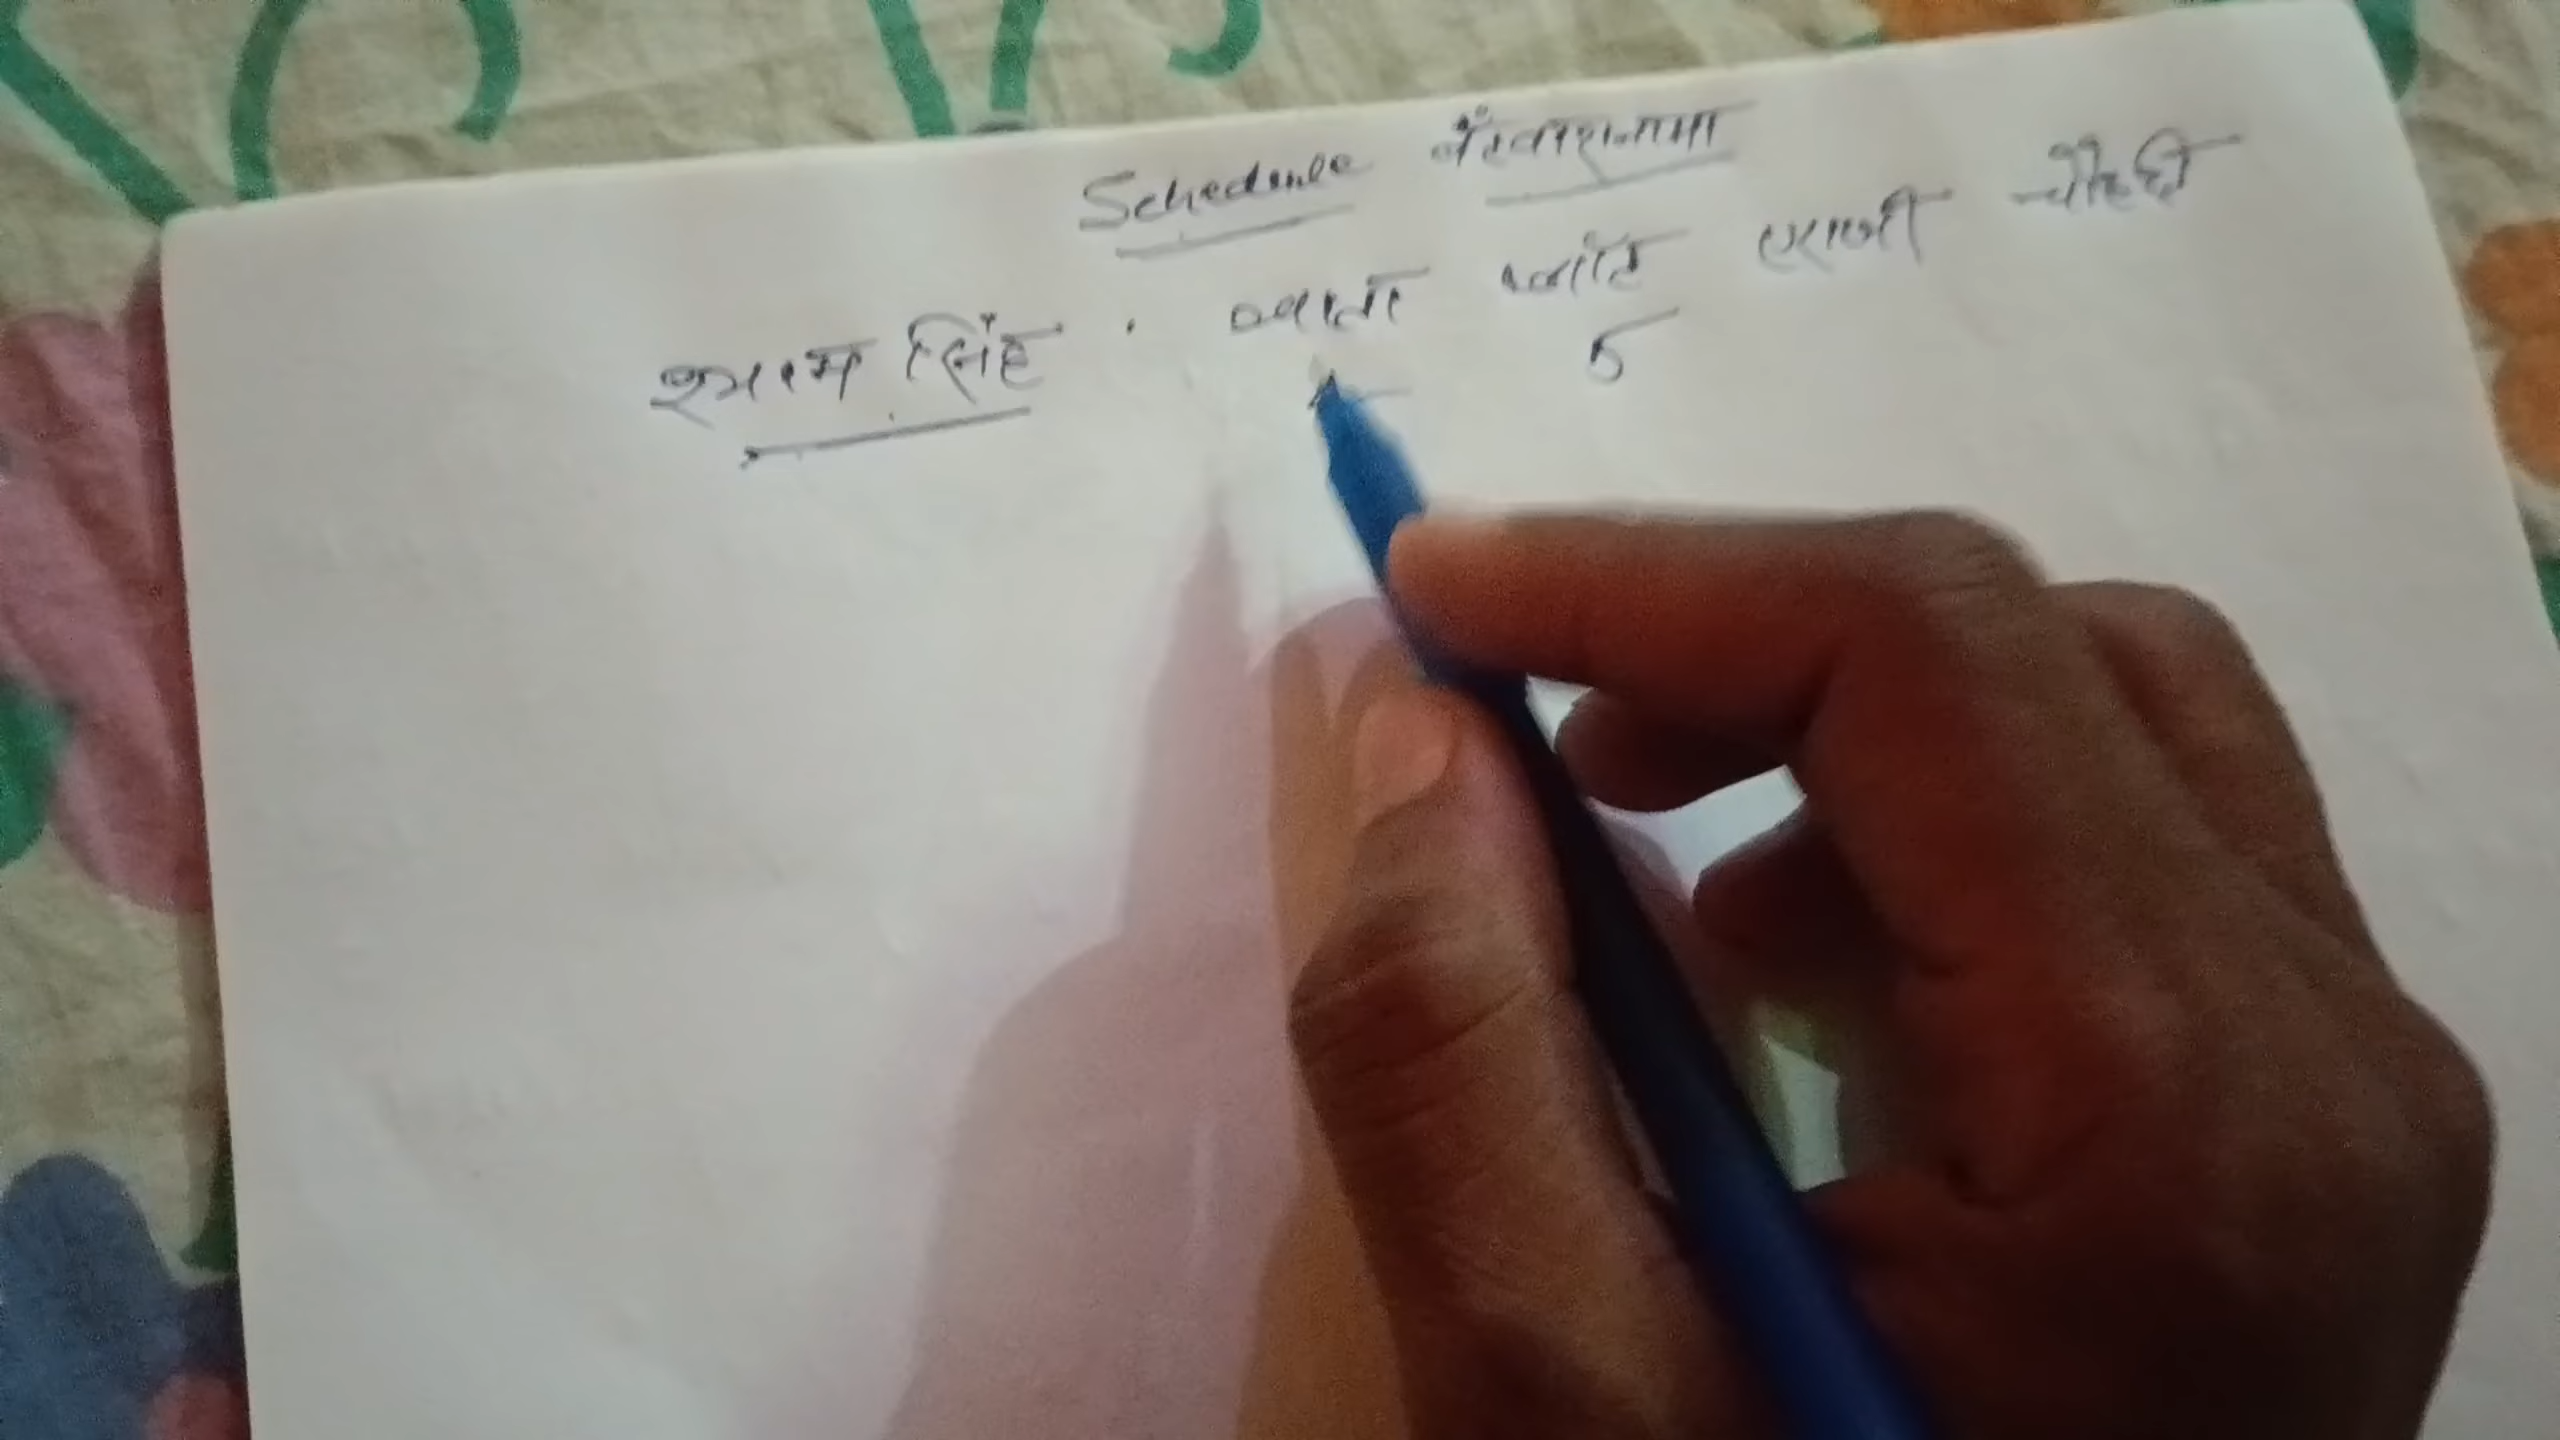 Schedule बँटवारानामा
श्याम सिंह . खाता प्लॉट एराजी चौहद्दी
5